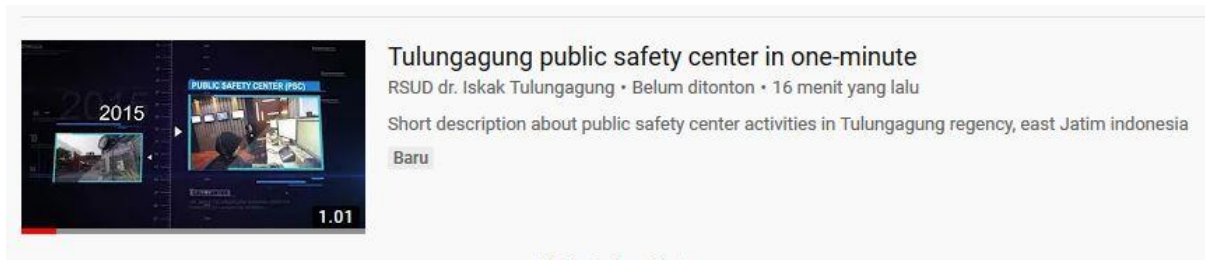 2015
PUBLIC SAFETY CENTER (PSC)
1.01
Tulungagung public safety center in one-minute
RSUD dr. Iskak Tulungagung • Belum ditonton • 16 menit yang lalu
Short description about public safety center activities in Tulungagung regency, east Jatim indonesia
Baru